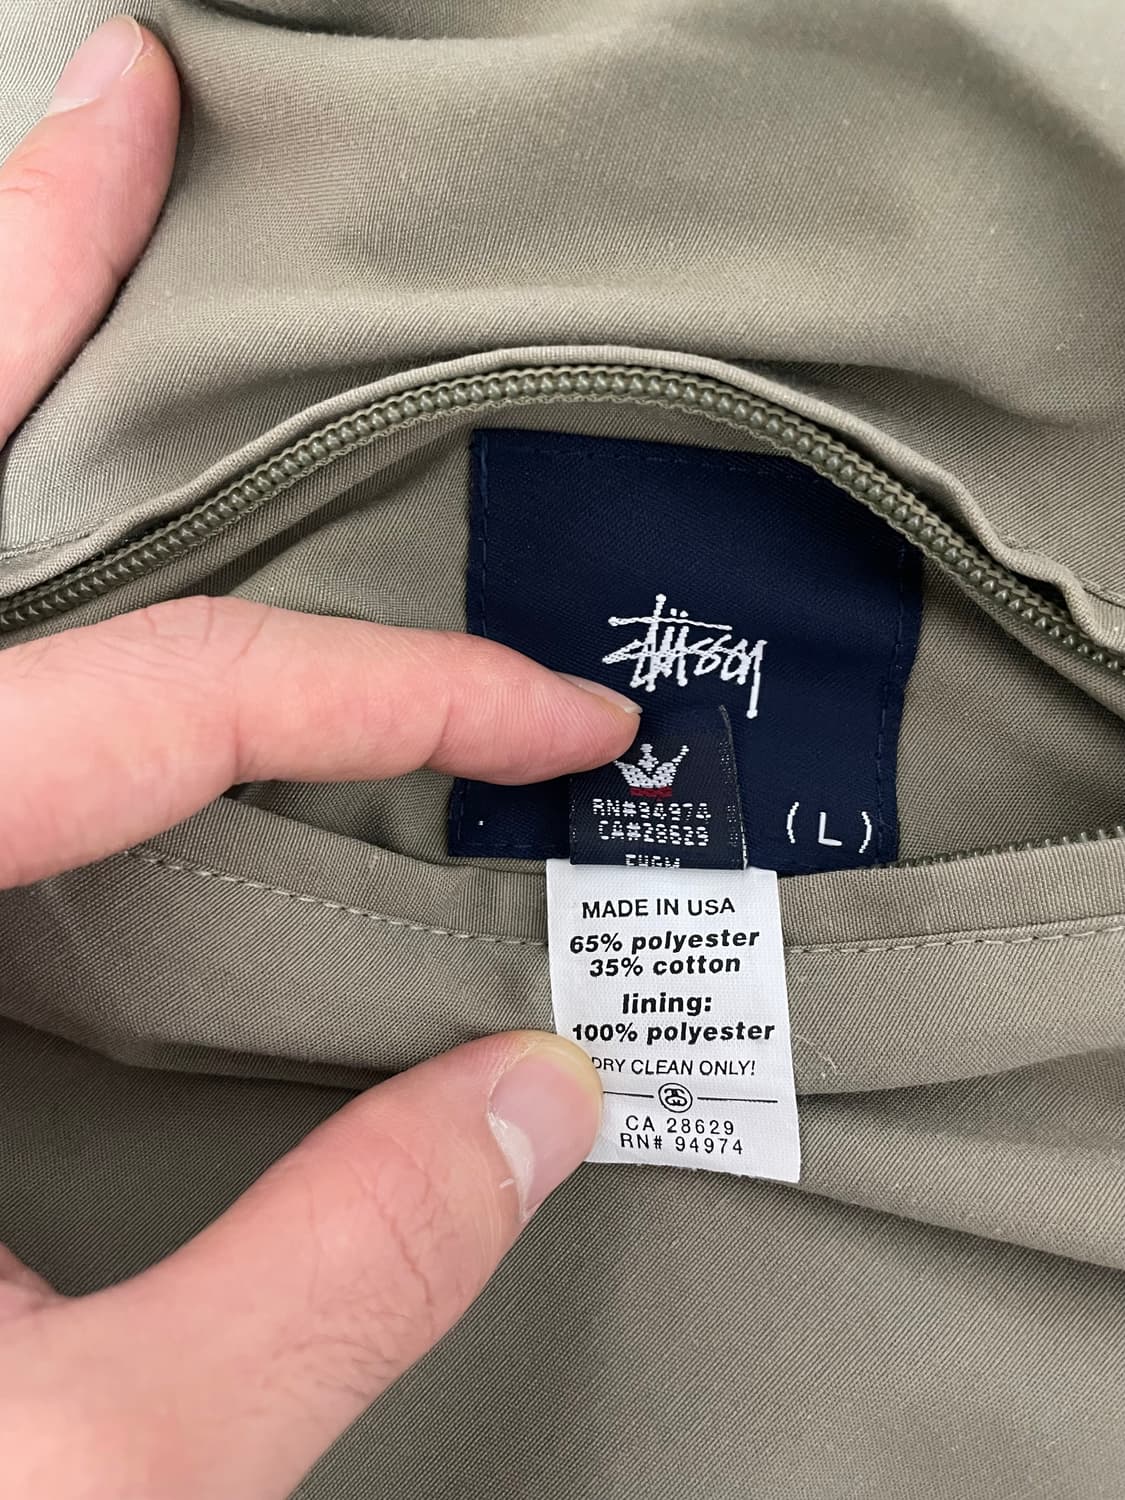 Stüssy
RN#94974
CA#28629
(L)
MADE IN USA
65% polyester
35% cotton
lining:
100% polyester
DRY CLEAN ONLY!
CA 28629
RN# 94974